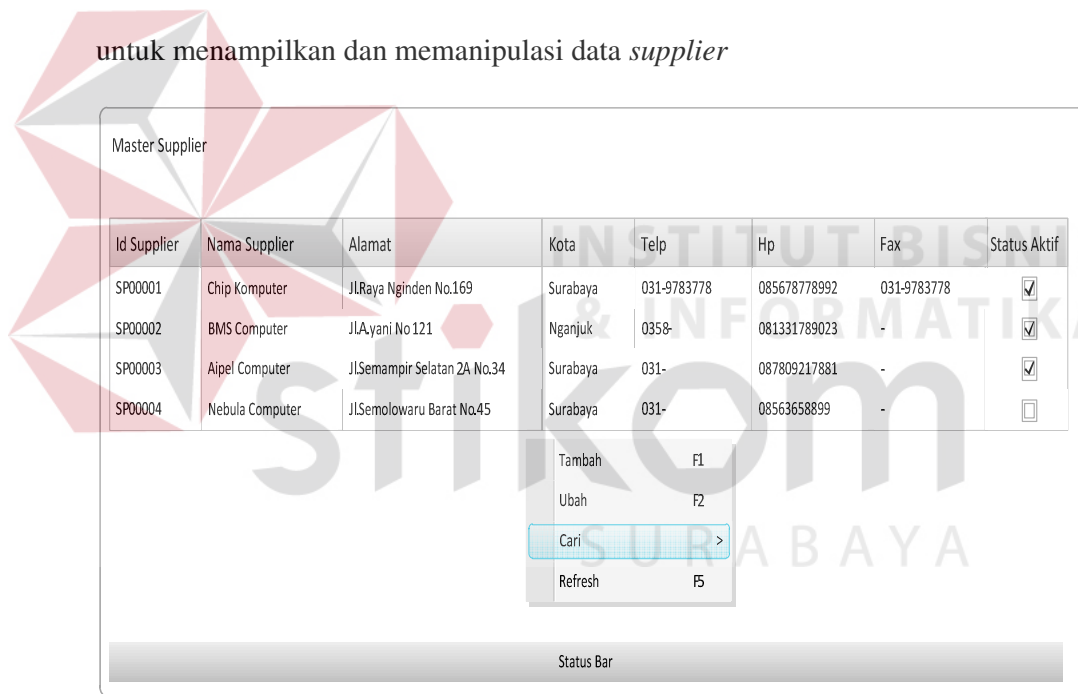 untuk menampilkan dan memanipulasi data supplier
Master Supplier
Id Supplier Nama Supplier Alamat Kota Telp Hp Fax Status Aktif
SP00001 Chip Komputer Jl.Raya Nginden No.169 Surabaya 031-9783778 085678778992 031-9783778
SP00002 BMS Computer Jl.A.yani No 121 Nganjuk 0358- 081331789023 -
SP00003 Aipel Computer Jl.Semampir Selatan 2A No.34 Surabaya 031- 087809217881 -
SP00004 Nebula Computer Jl.Semolowaru Barat No.45 Surabaya 031- 08563658899 -
Tambah F1
Ubah F2
Cari >
Refresh F5
Status Bar
INSTITUT BISNI
& INFORMATIKA
stikom
SURABAYA